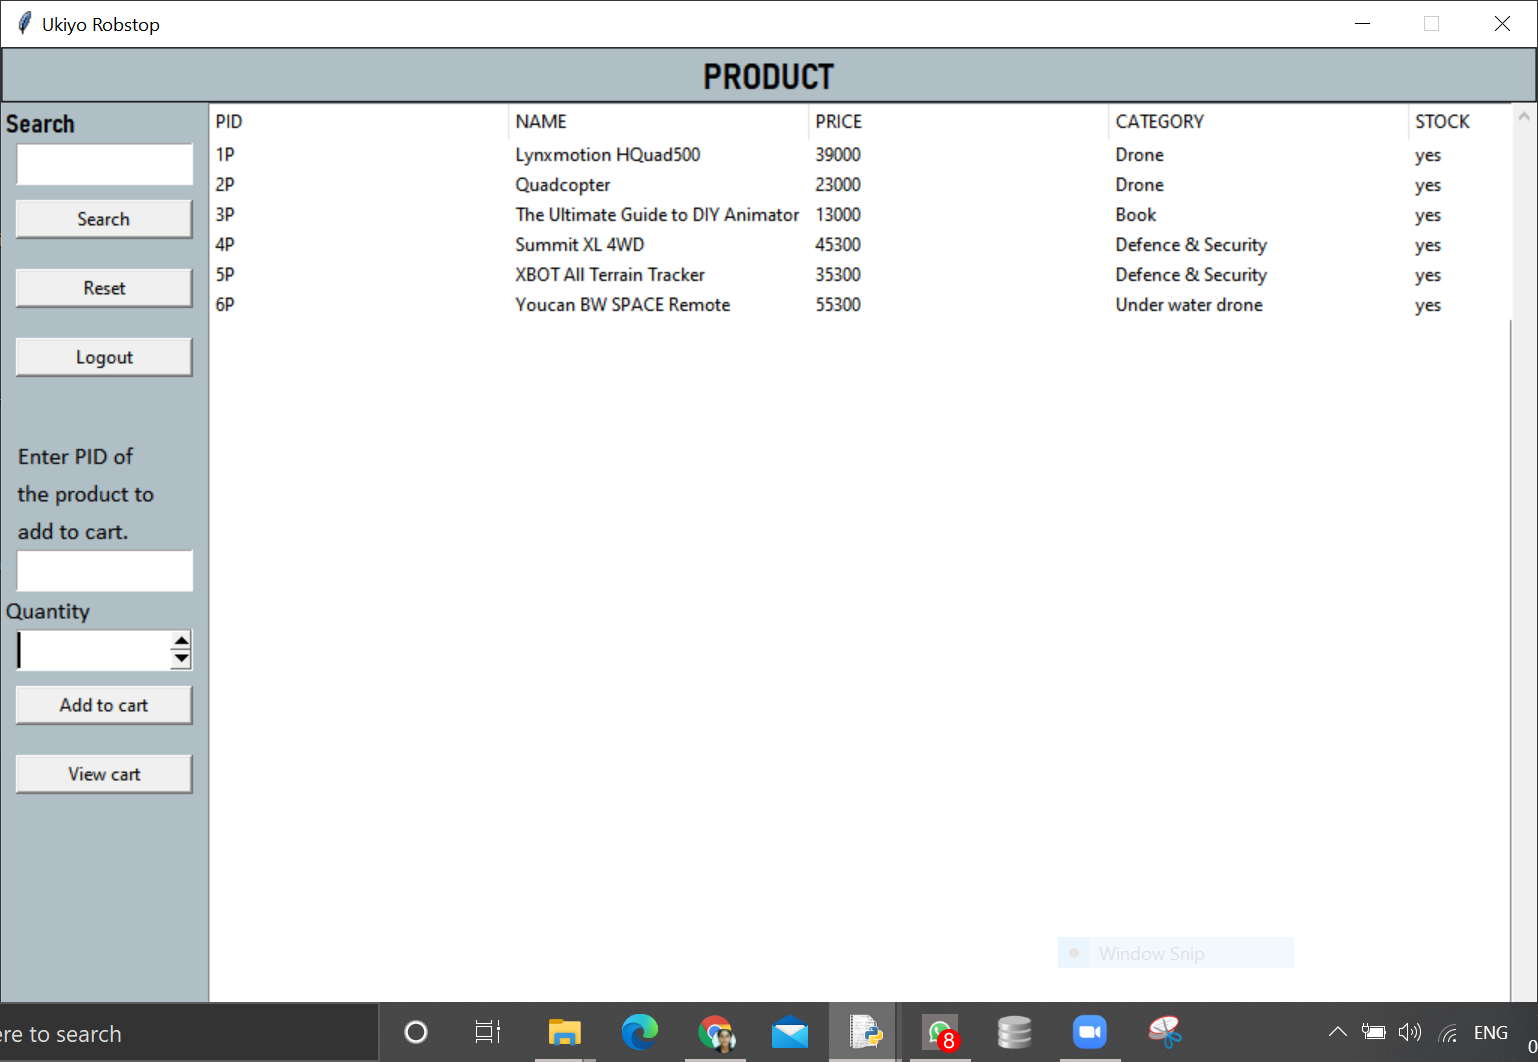 Ukiyo Robstop
PRODUCT
Search
Search
Reset
Logout
Enter PID of
the product to
add to cart.
Quantity
Add to cart
View cart
PID NAME PRICE CATEGORY STOCK
1P Lynxmotion HQuad500 39000 Drone yes
2P Quadcopter 23000 Drone yes
3P The Ultimate Guide to DIY Animator 13000 Book yes
4P Summit XL 4WD 45300 Defence & Security yes
5P XBOT All Terrain Tracker 35300 Defence & Security yes
6P Youcan BW SPACE Remote 55300 Under water drone yes
Window Snip
ere to search
8
ENG
0